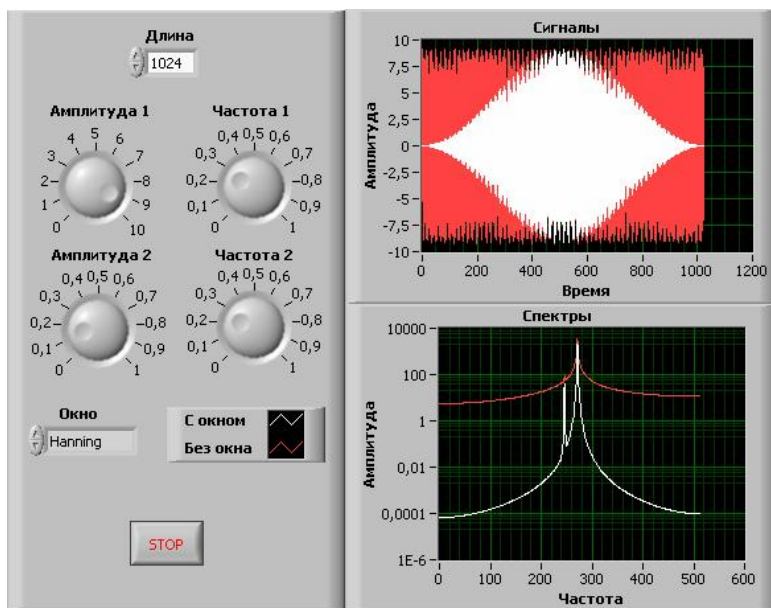 Длина
1024
Амплитуда 1
0 1 2 3 4 5 6 7 8 9 10
Частота 1
0 0,1 0,2 0,3 0,4 0,5 0,6 0,7 0,8 0,9 1
Амплитуда 2
0 0,1 0,2 0,3 0,4 0,5 0,6 0,7 0,8 0,9 1
Частота 2
0 0,1 0,2 0,3 0,4 0,5 0,6 0,7 0,8 0,9 1
Окно
Hanning
С окном
Без окна
STOP
Сигналы
Амплитуда
10
7,5
5
2,5
0
-2,5
-5
-7,5
-10
0 200 400 600 800 1000 1200
Время
Спектры
Амплитуда
10000
100
1
0,01
0,0001
1E-6
0 100 200 300 400 500 600
Частота